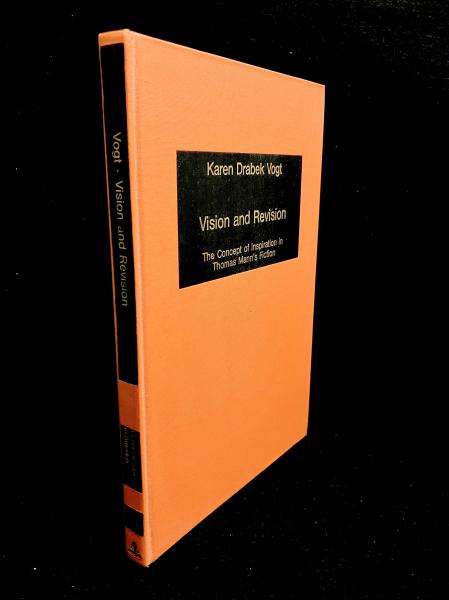 Karen Drabek Vogt
Vision and Revision
The Concept of Inspiration in
Thomas Mann's Fiction
Vogt · Vision and Revision